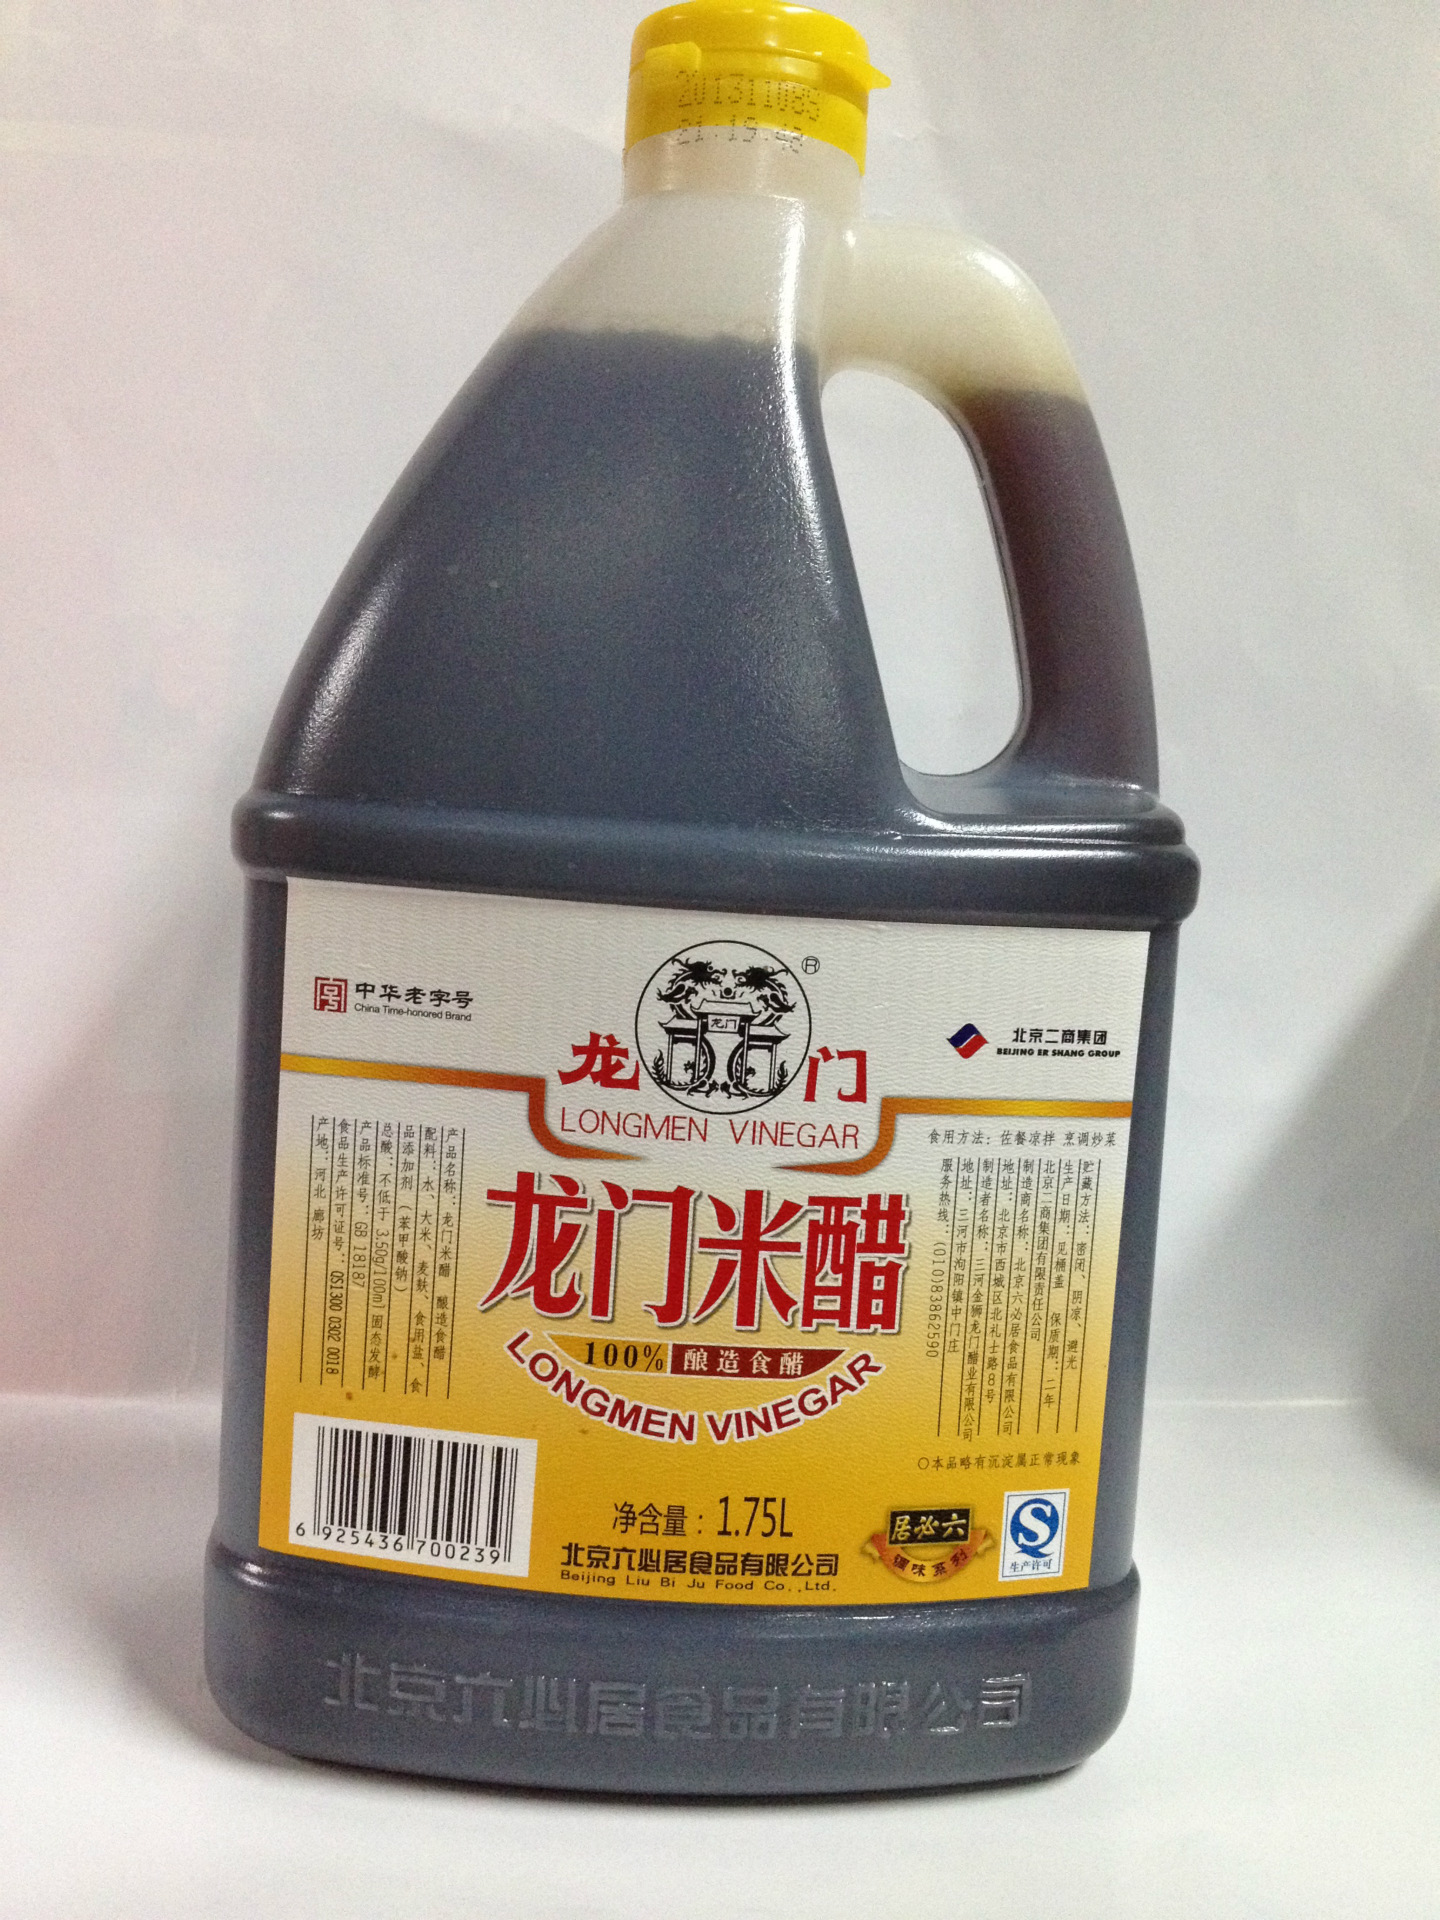 21:19:48
中华老字号
China Time-honored Brand
龙门
®
龙 门
LONGMEN VINEGAR
北京二商集团
BEIJING ER SHANG GROUP
产品名称：龙门米醋 酿造食醋
配料：水、大米、麦麸、食用盐、食
品添加剂（苯甲酸钠）
总酸：不低于 3.50g/100ml 固态发酵
产品标准号：GB 18187
食品生产许可证号：QS1300 0302 0018
产地：河北 廊坊
龙门米醋
100% 酿造食醋
LONGMEN VINEGAR
食用方法：佐餐凉拌 烹调炒菜
贮藏方法：密闭、阴凉、避光
生产日期：见桶盖 保质期：二年
北京二商集团有限责任公司
制造商名称：北京六必居食品有限公司
地址：北京市西城区北礼士路8号
制造者名称：三河金狮龙门醋业有限公司
地址：三河市泃阳镇中门庄
服务热线：(010)83862590
○本品略有沉淀属正常现象
6 925436 700239
净含量：1.75L
北京六必居食品有限公司
Beijing Liu Bi Ju Food Co.,Ltd.
居必六
调味系列
生产许可
北京六必居食品有限公司